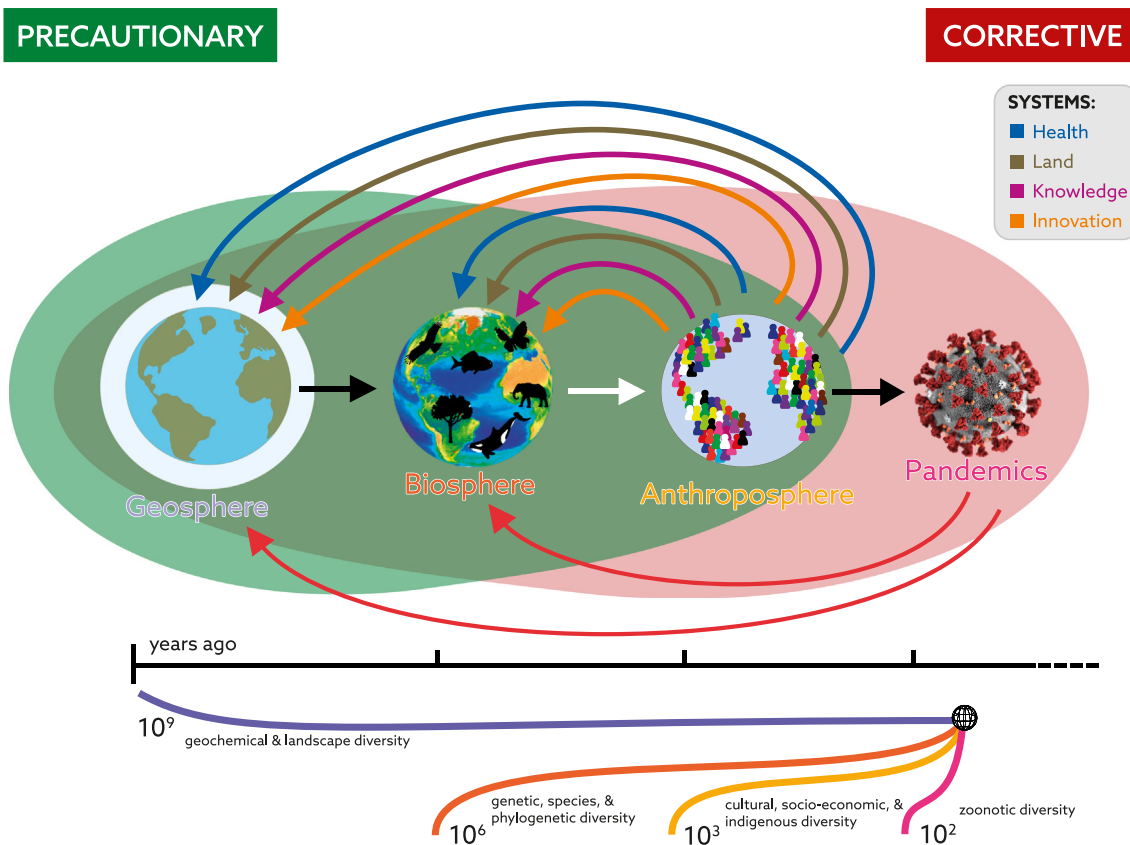 PRECAUTIONARY
CORRECTIVE
SYSTEMS:
Health
Land
Knowledge
Innovation
Geosphere
Biosphere
Anthroposphere
Pandemics
years ago
10⁹
geochemical & landscape diversity
10⁶
genetic, species, &
phylogenetic diversity
10³
cultural, socio-economic, &
indigenous diversity
10²
zoonotic diversity